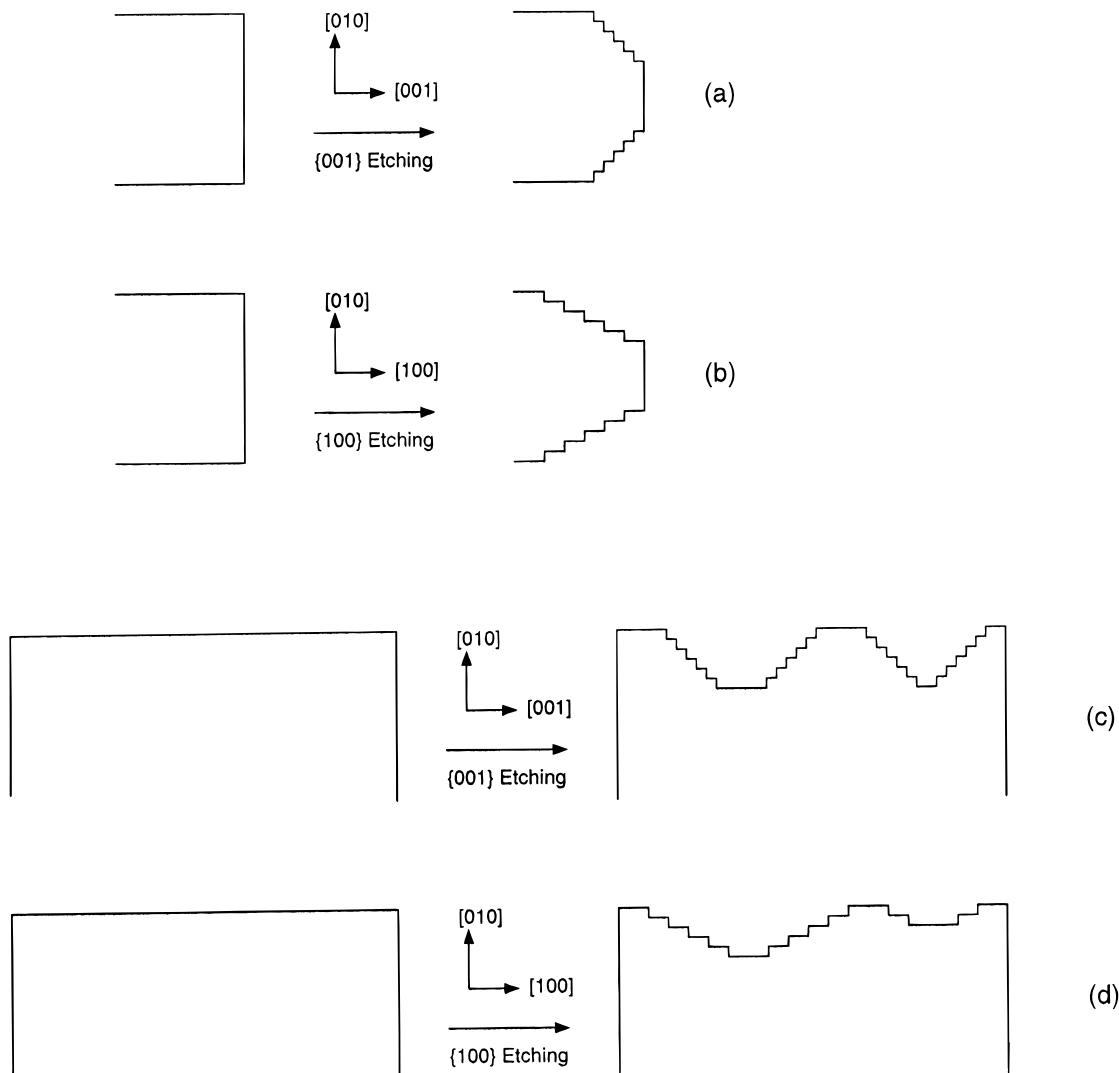 [010]
[001]
(a)
{001} Etching
[010]
[100]
(b)
{100} Etching
[010]
[001]
(c)
{001} Etching
[010]
[100]
(d)
{100} Etching